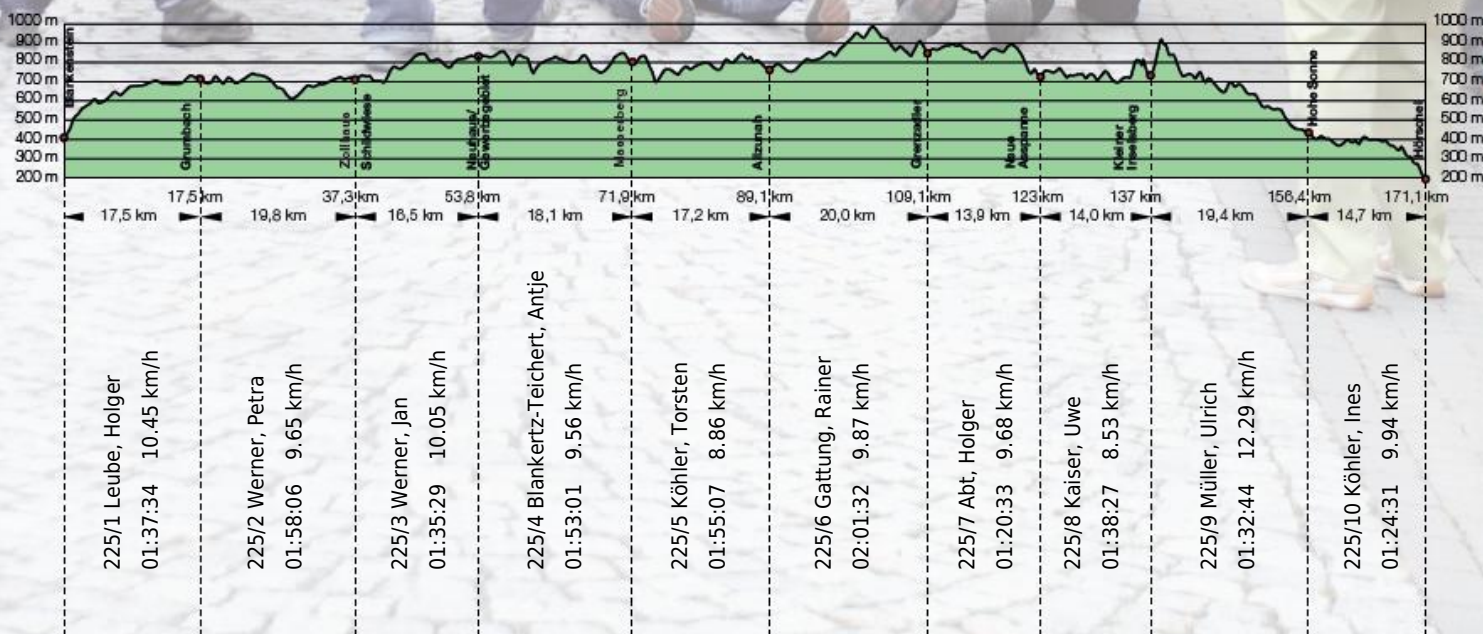 1000 m
900 m
800 m
700 m
600 m
500 m
400 m
300 m
200 m
1000 m
900 m
800 m
700 m
600 m
500 m
400 m
300 m
200 m
Blankenstein
Grumbach
Zollhaus
Schildwiese
Neuhaus/
Masserberg
Allzunah
Grenzadler
Neue
Ausspanne
Kleiner
Inselsberg
Hohe Sonne
Hörschel
17,5 km
37,3 km
53,8 km
71,9 km
89,1 km
109,1 km
123 km
137 km
156,4 km
171,1 km
17,5 km
19,8 km
16,5 km
18,1 km
17,2 km
20,0 km
13,9 km
14,0 km
19,4 km
14,7 km
225/1 Leube, Holger
01:37:34 10.45 km/h
225/2 Werner, Petra
01:58:06 9.65 km/h
225/3 Werner, Jan
01:35:29 10.05 km/h
225/4 Blankertz-Teichert, Antje
01:53:01 9.56 km/h
225/5 Köhler, Torsten
01:55:07 8.86 km/h
225/6 Gattung, Rainer
02:01:32 9.87 km/h
225/7 Abt, Holger
01:20:33 9.68 km/h
225/8 Kaiser, Uwe
01:38:27 8.53 km/h
225/9 Müller, Ulrich
01:32:44 12.29 km/h
225/10 Köhler, Ines
01:24:31 9.94 km/h